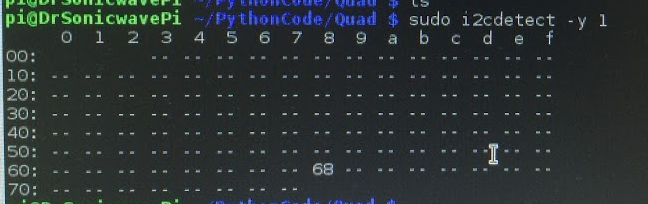 pi@DrSonicwavePi ~/PythonCode/Quad $ ls
pi@DrSonicwavePi ~/PythonCode/Quad $ sudo i2cdetect -y 1
     0  1  2  3  4  5  6  7  8  9  a  b  c  d  e  f
00:          -- -- -- -- -- -- -- -- -- -- -- -- --
10: -- -- -- -- -- -- -- -- -- -- -- -- -- -- -- --
20: -- -- -- -- -- -- -- -- -- -- -- -- -- -- -- --
30: -- -- -- -- -- -- -- -- -- -- -- -- -- -- -- --
40: -- -- -- -- -- -- -- -- -- -- -- -- -- -- -- --
50: -- -- -- -- -- -- -- -- -- -- -- -- -- -- -- --
60: -- -- -- -- -- -- -- -- 68 -- -- -- -- -- -- --
70: -- -- -- -- -- -- -- --
pi@DrSonicwavePi ~/PythonCode/Quad $